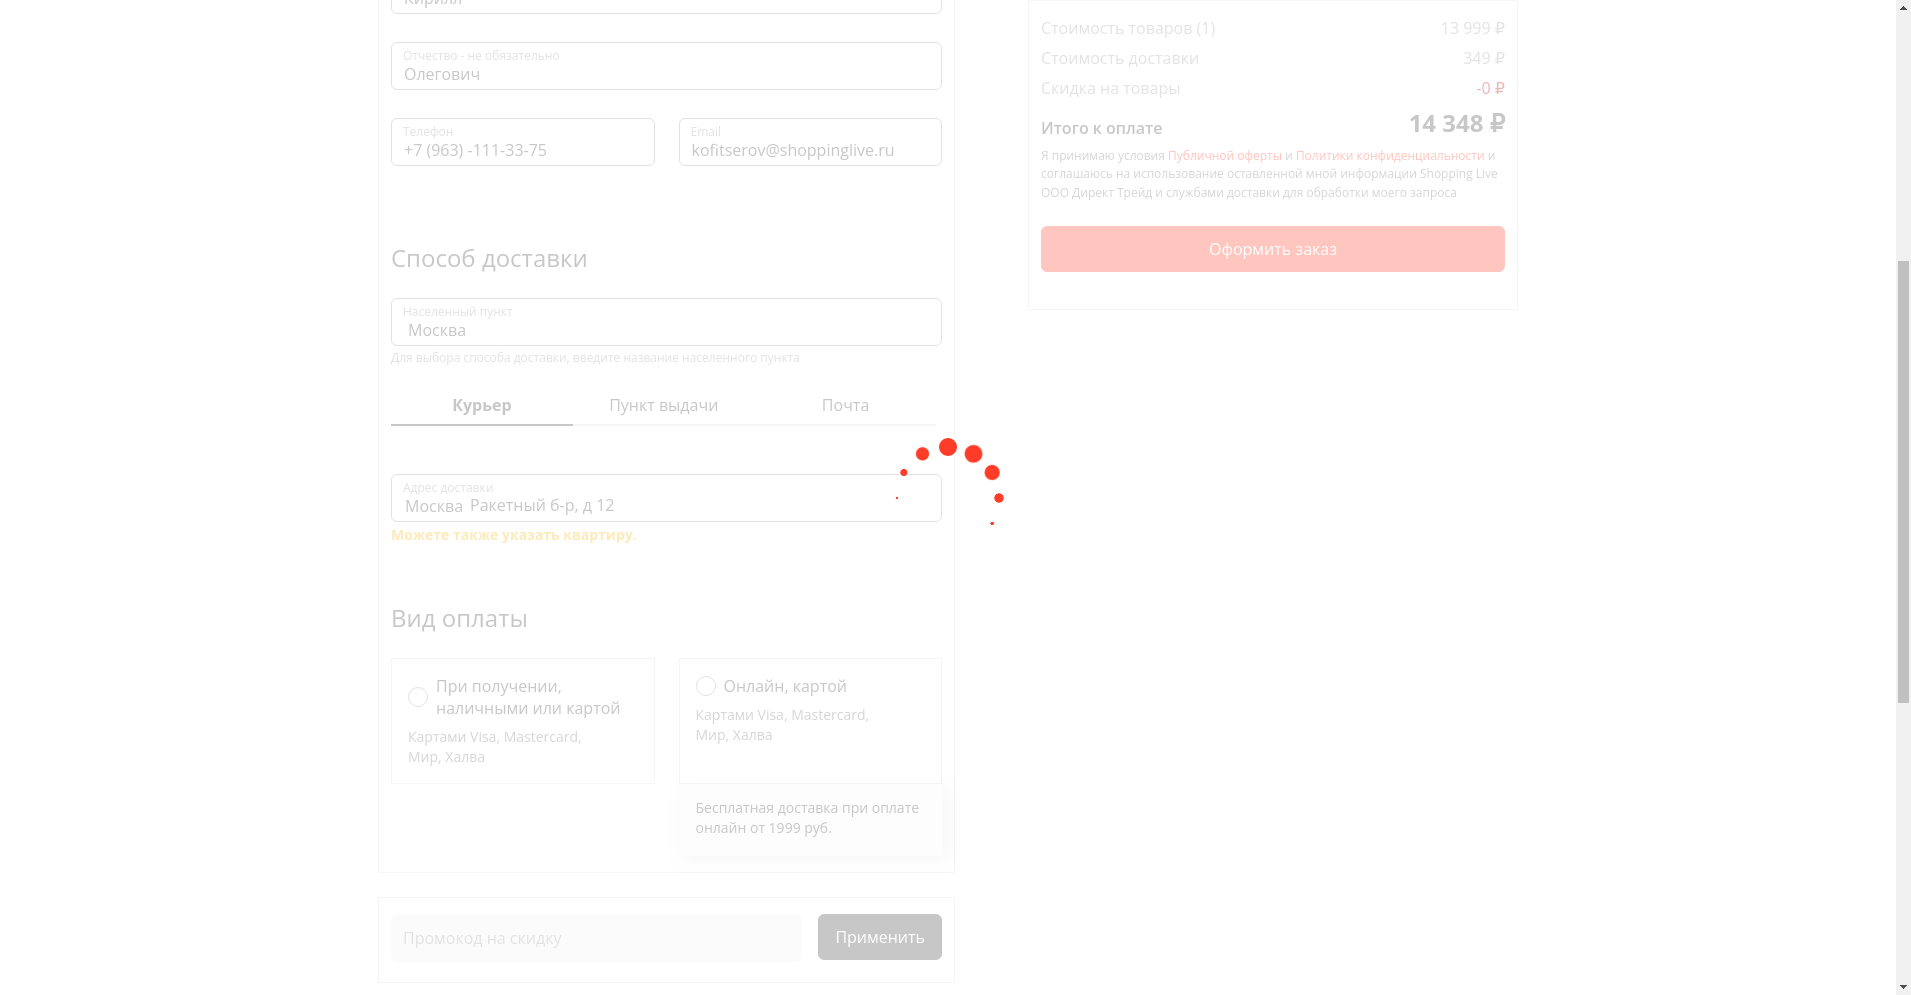 Кирилл
Отчество - не обязательно
Олегович
Телефон
+7 (963) -111-33-75
Email
kofitserov@shoppinglive.ru
Способ доставки
Населенный пункт
Москва
Для выбора способа доставки, введите название населенного пункта
Курьер
Пункт выдачи
Почта
Адрес доставки
Москва Ракетный б-р, д 12
Можете также указать квартиру.
Вид оплаты
При получении,
наличными или картой
Картами Visa, Mastercard,
Мир, Халва
Онлайн, картой
Картами Visa, Mastercard,
Мир, Халва
Бесплатная доставка при оплате
онлайн от 1999 руб.
Промокод на скидку
Применить
Стоимость товаров (1) 13 999 ₽
Стоимость доставки 349 ₽
Скидка на товары -0 ₽
Итого к оплате 14 348 ₽
Я принимаю условия Публичной оферты и Политики конфиденциальности и
соглашаюсь на использование оставленной мной информации Shopping Live
ООО Директ Трейд и службами доставки для обработки моего запроса
Оформить заказ